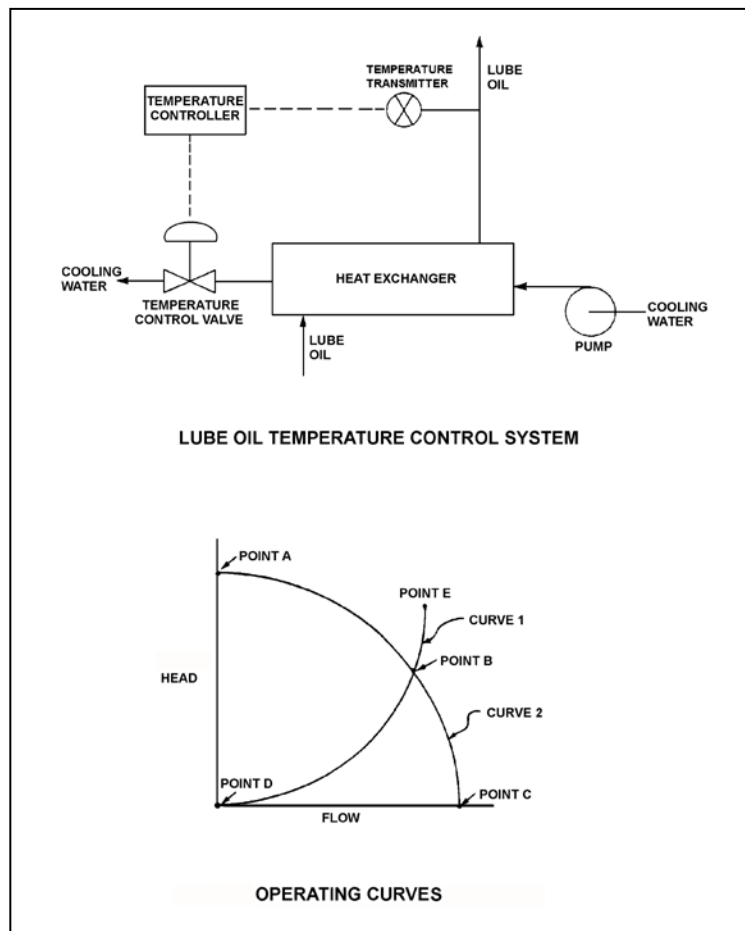 LUBE
OIL
TEMPERATURE
TRANSMITTER
TEMPERATURE
CONTROLLER
COOLING
WATER
TEMPERATURE
CONTROL VALVE
HEAT EXCHANGER
LUBE
OIL
COOLING
WATER
PUMP
LUBE OIL TEMPERATURE CONTROL SYSTEM
POINT A
POINT E
CURVE 1
POINT B
HEAD
CURVE 2
POINT D
POINT C
FLOW
OPERATING CURVES